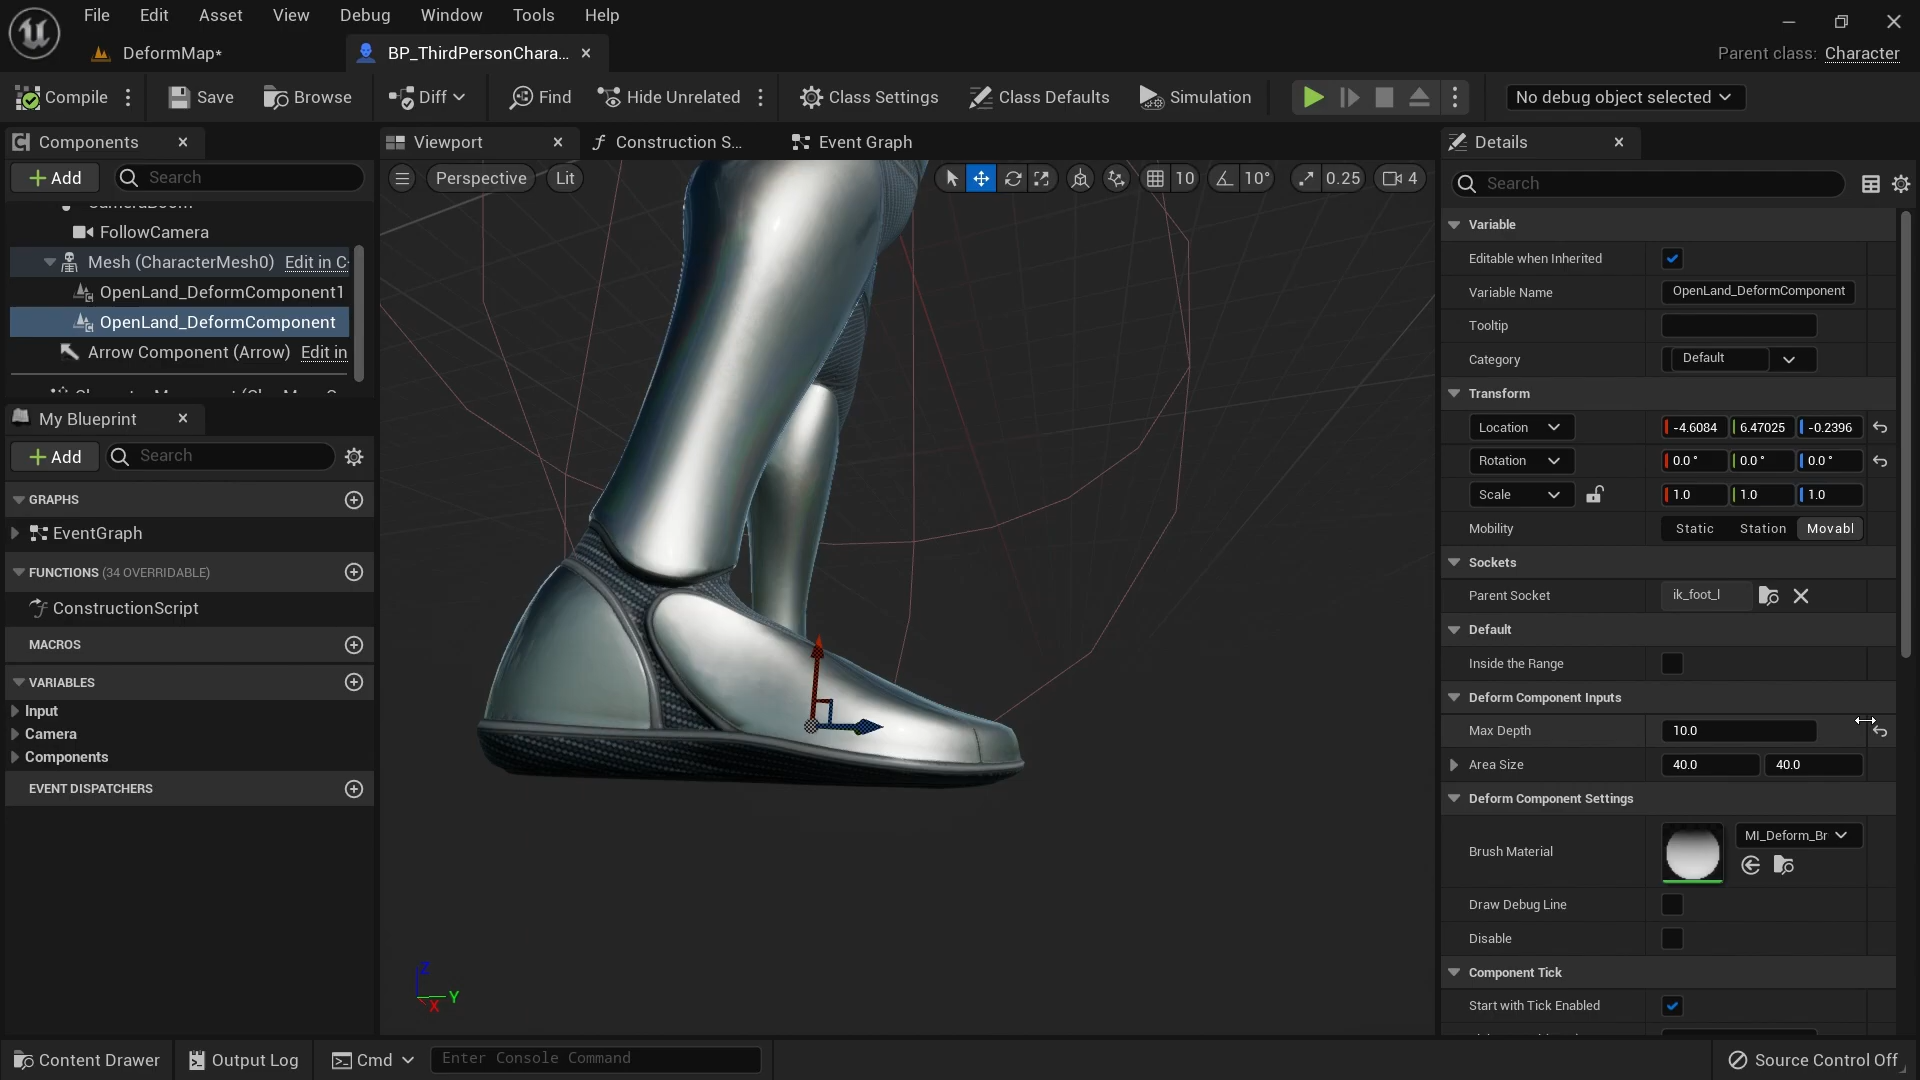 File Edit Asset View Debug Window Tools Help
DeformMap*
BP_ThirdPersonChara...
Parent class: Character
Compile
Save
Browse
Diff
Find
Hide Unrelated
Class Settings
Class Defaults
Simulation
No debug object selected
Components
Add
Search
FollowCamera
Mesh (CharacterMesh0) Edit in C
OpenLand_DeformComponent1
OpenLand_DeformComponent
Arrow Component (Arrow) Edit in
My Blueprint
Add
Search
GRAPHS
EventGraph
FUNCTIONS (34 OVERRIDABLE)
ConstructionScript
MACROS
VARIABLES
Input
Camera
Components
EVENT DISPATCHERS
Viewport
Construction S...
Event Graph
Perspective
Lit
10
10°
0.25
4
Z
Y
X
Details
Search
Variable
Editable when Inherited
Variable Name OpenLand_DeformComponent
Tooltip
Category Default
Transform
Location -4.6084 6.47025 -0.2396
Rotation 0.0° 0.0° 0.0°
Scale 1.0 1.0 1.0
Mobility Static Station Movabl
Sockets
Parent Socket ik_foot_l
Default
Inside the Range
Deform Component Inputs
Max Depth 10.0
Area Size 40.0 40.0
Deform Component Settings
Brush Material MI_Deform_Br
Draw Debug Line
Disable
Component Tick
Start with Tick Enabled
Content Drawer
Output Log
Cmd
Enter Console Command
Source Control Off